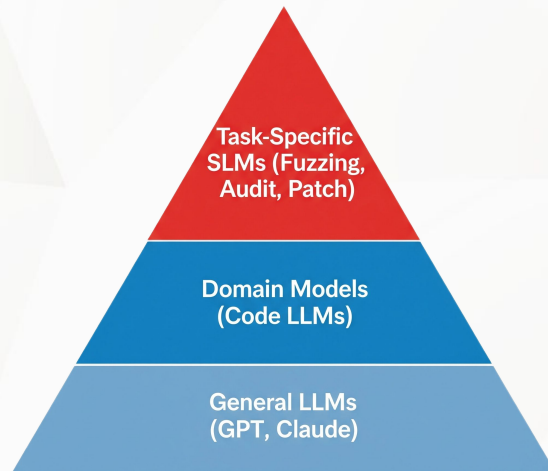 Task-Specific
SLMs (Fuzzing,
Audit, Patch)
Domain Models
(Code LLMs)
General LLMs
(GPT, Claude)